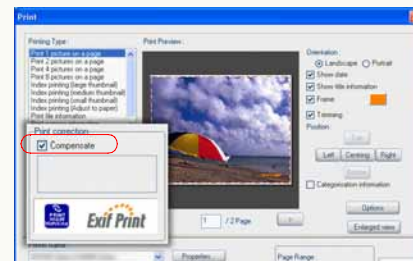 Print
Printing Type:
Print 1 picture on a page
Print 2 pictures on a page
Print 4 pictures on a page
Print 8 pictures on a page
Index printing (large thumbnail)
Index printing (medium thumbnail)
Index printing (small thumbnail)
Index printing (Adjust to paper)
Print file information
Print correction
Compensate
Exif Print
Print Preview:
1 / 2 Page
Properties...
Page Range
Orientation:
Landscape Portrait
Show date
Show title information
Frame
Trimming
Position:
Left Centring Right
Categorisation information
Options
Enlarged view